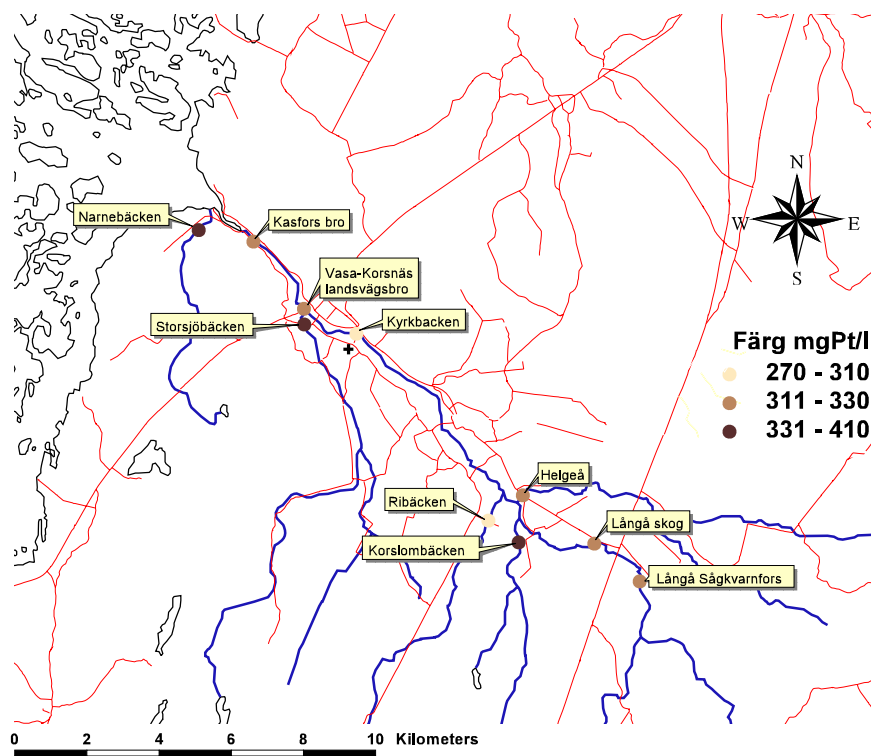 N
W
E
S
Narnebäcken
Kasfors bro
Vasa-Korsnäs
landsvägsbro
Storsjöbäcken
Kyrkbacken
Färg mgPt/l
270 - 310
311 - 330
331 - 410
Helgeå
Ribäcken
Långå skog
Korslombäcken
Långå Sågkvarnfors
0 2 4 6 8 10 Kilometers